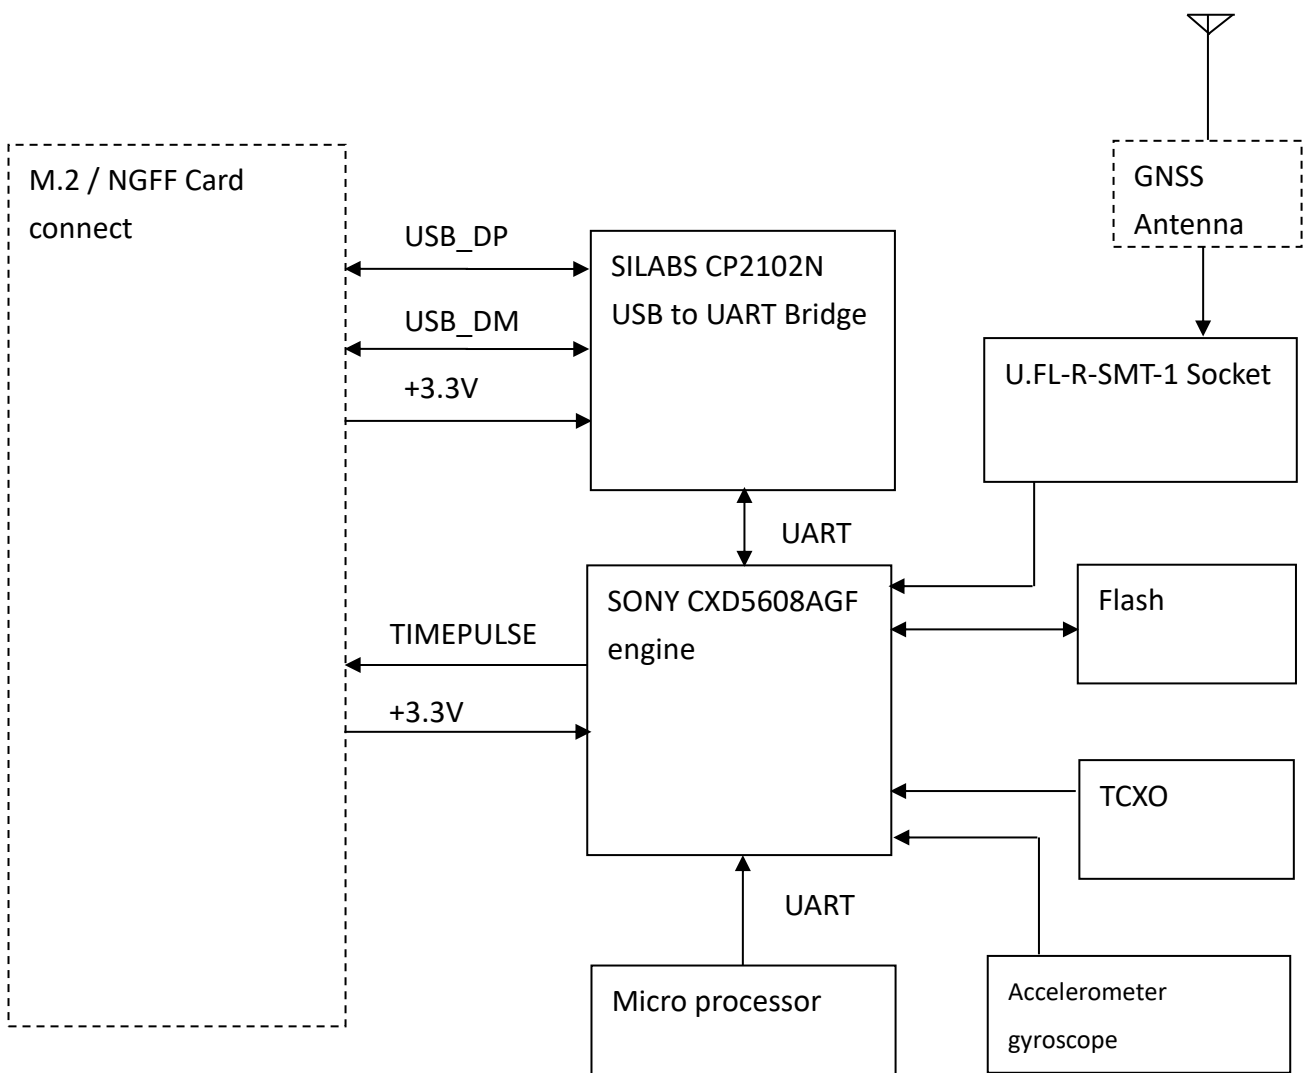 GNSS
Antenna
M.2 / NGFF Card
connect
USB_DP
USB_DM
+3.3V
SILABS CP2102N
USB to UART Bridge
U.FL-R-SMT-1 Socket
UART
SONY CXD5608AGF
engine
Flash
TIMEPULSE
+3.3V
TCXO
UART
Micro processor
Accelerometer
gyroscope